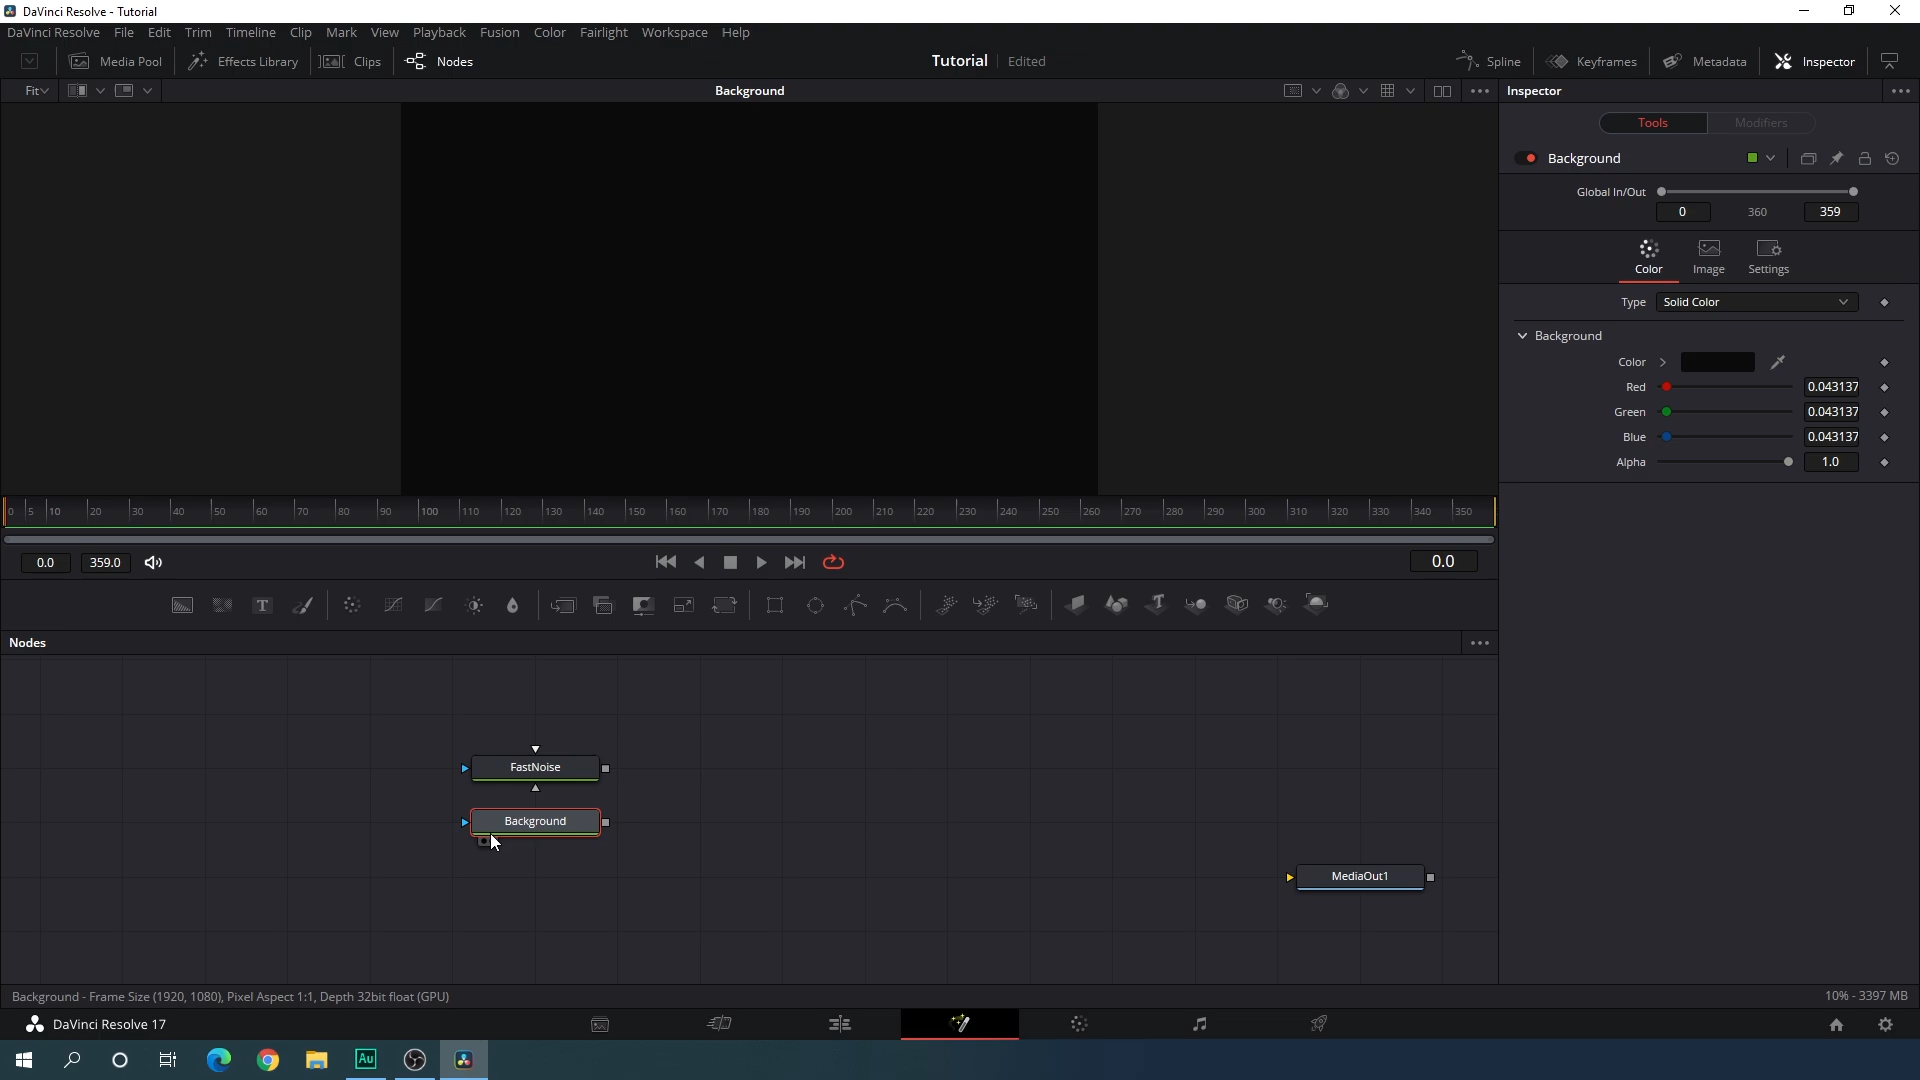 DaVinci Resolve - Tutorial
DaVinci Resolve File Edit Trim Timeline Clip Mark View Playback Fusion Color Fairlight Workspace Help
Media Pool Effects Library Clips Nodes Tutorial Edited Spline Keyframes Metadata Inspector
Fit Background Inspector
Tools Modifiers
Background
Global In/Out
0 360 359
Color Image Settings
Type Solid Color
Background
Color
Red 0.043137
Green 0.043137
Blue 0.043137
Alpha 1.0
0 5 10 20 30 40 50 60 70 80 90 100 110 120 130 140 150 160 170 180 190 200 210 220 230 240 250 260 270 280 290 300 310 320 330 340 350
0.0 359.0 0.0
T T
Nodes
FastNoise
Background
MediaOut1
Background - Frame Size (1920, 1080), Pixel Aspect 1:1, Depth 32bit float (GPU) 10% - 3397 MB
DaVinci Resolve 17
Au